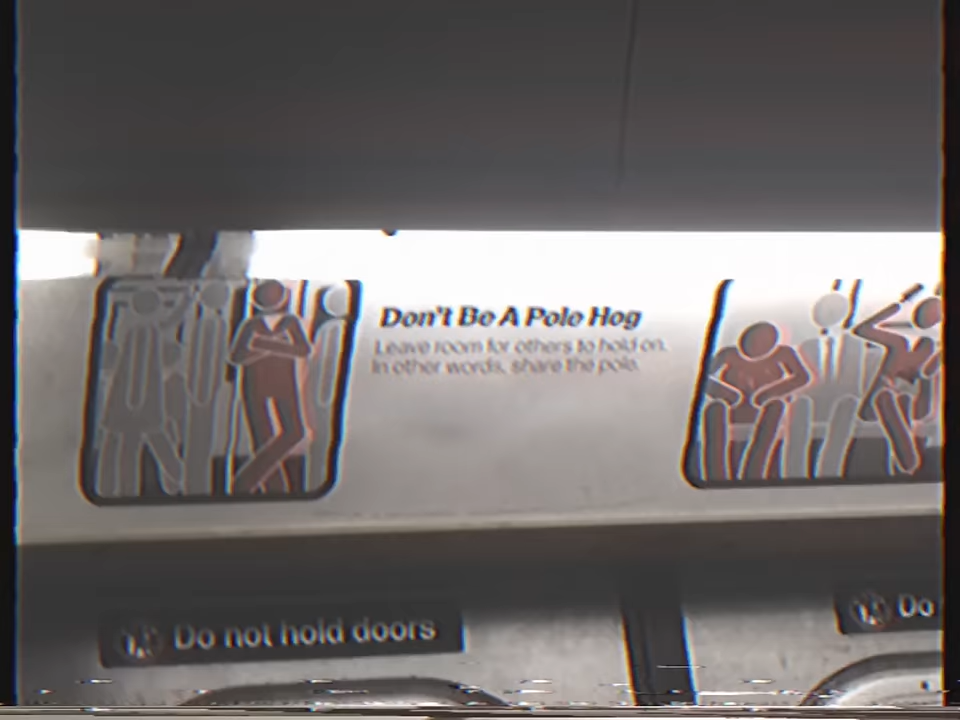 Don't Be A Pole Hog
Leave room for others to hold on.
In other words, share the pole.
Do not hold doors
Do